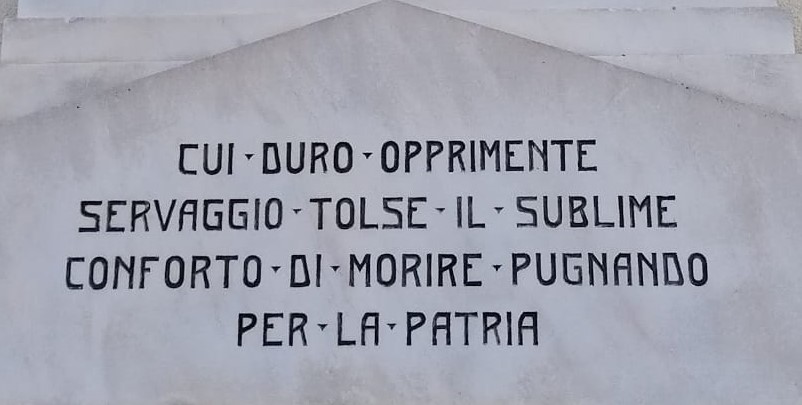 CUI · DURO · OPPRIMENTE
SERVAGGIO · TOLSE · IL · SUBLIME
CONFORTO · DI · MORIRE · PUGNANDO
PER · LA · PATRIA